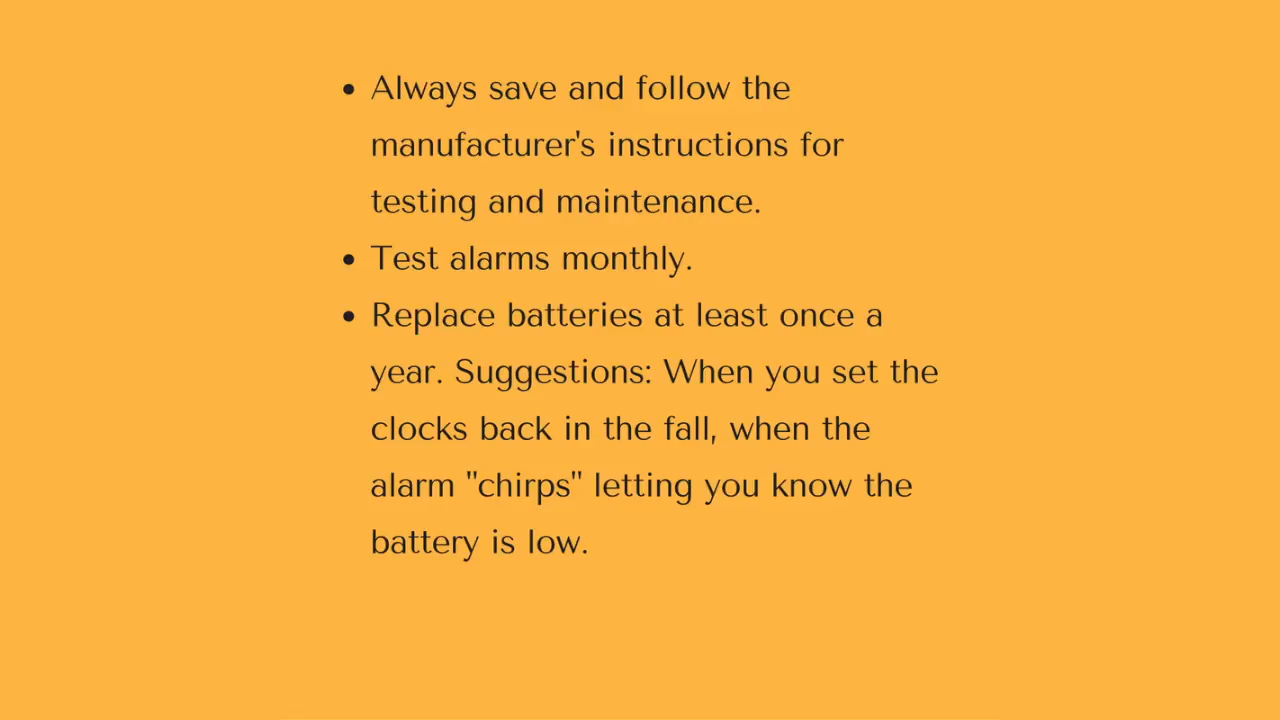 • Always save and follow the
manufacturer's instructions for
testing and maintenance.
• Test alarms monthly.
• Replace batteries at least once a
year. Suggestions: When you set the
clocks back in the fall, when the
alarm "chirps" letting you know the
battery is low.